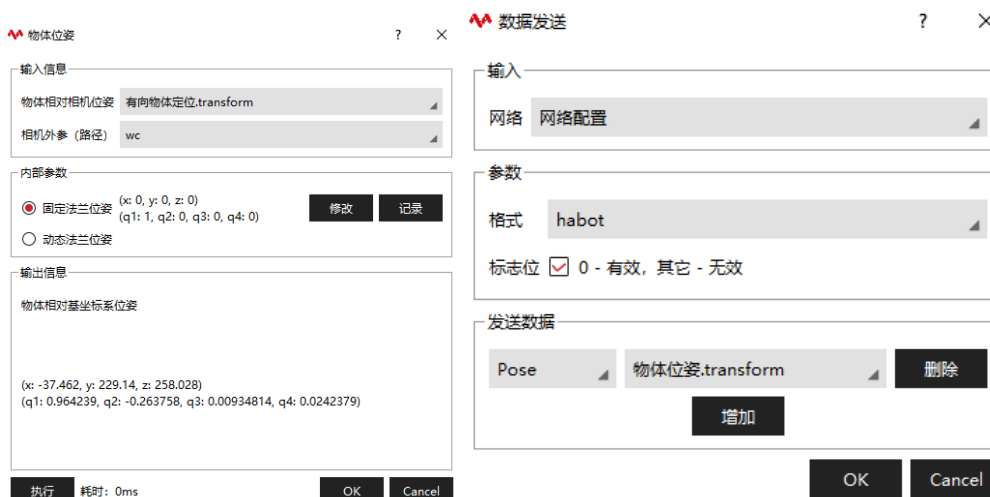 物体位姿
?
×
输入信息
物体相对相机位姿 有向物体定位.transform
相机外参（路径） wc
内部参数
固定法兰位姿 (x: 0, y: 0, z: 0)
(q1: 1, q2: 0, q3: 0, q4: 0)
修改 记录
动态法兰位姿
输出信息
物体相对基坐标系位姿
(x: -37.462, y: 229.14, z: 258.028)
(q1: 0.964239, q2: -0.263758, q3: 0.00934814, q4: 0.0242379)
执行 耗时：0ms OK Cancel
数据发送
?
×
输入
网络 网络配置
参数
格式 habot
标志位 0 - 有效，其它 - 无效
发送数据
Pose 物体位姿.transform 删除
增加
OK Cancel